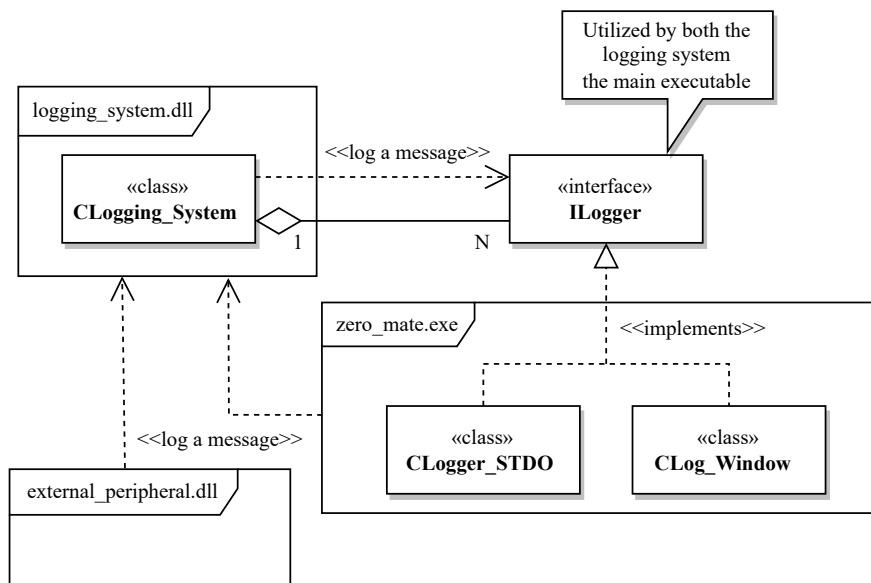 Utilized by both the
logging system
the main executable
logging_system.dll
<<log a message>>
«class»
CLogging_System
«interface»
ILogger
1
N
zero_mate.exe
<<implements>>
«class»
CLogger_STDO
«class»
CLog_Window
<<log a message>>
external_peripheral.dll